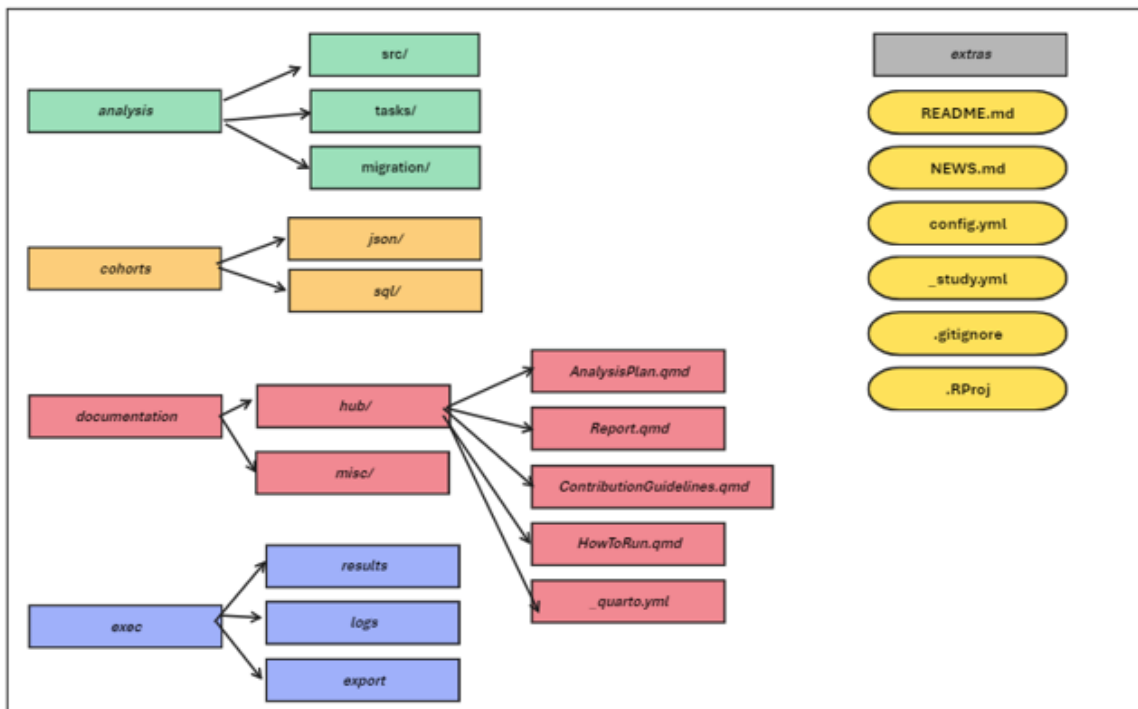 analysis
src/
tasks/
migration/
cohorts
json/
sql/
documentation
hub/
misc/
AnalysisPlan.qmd
Report.qmd
ContributionGuidelines.qmd
HowToRun.qmd
_quarto.yml
exec
results
logs
export
extras
README.md
NEWS.md
config.yml
_study.yml
.gitignore
.RProj